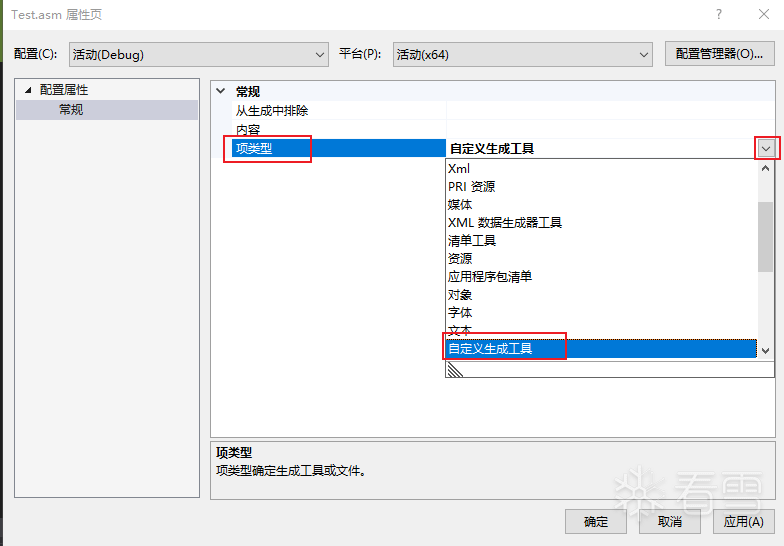 Test.asm 属性页
?
配置(C):
活动(Debug)
平台(P):
活动(x64)
配置管理器(O)...
配置属性
常规
常规
从生成中排除
内容
项类型
自定义生成工具
Xml
PRI 资源
媒体
XML 数据生成器工具
清单工具
资源
应用程序包清单
对象
字体
文本
自定义生成工具
项类型
项类型确定生成工具或文件。
看雪
确定
取消
应用(A)